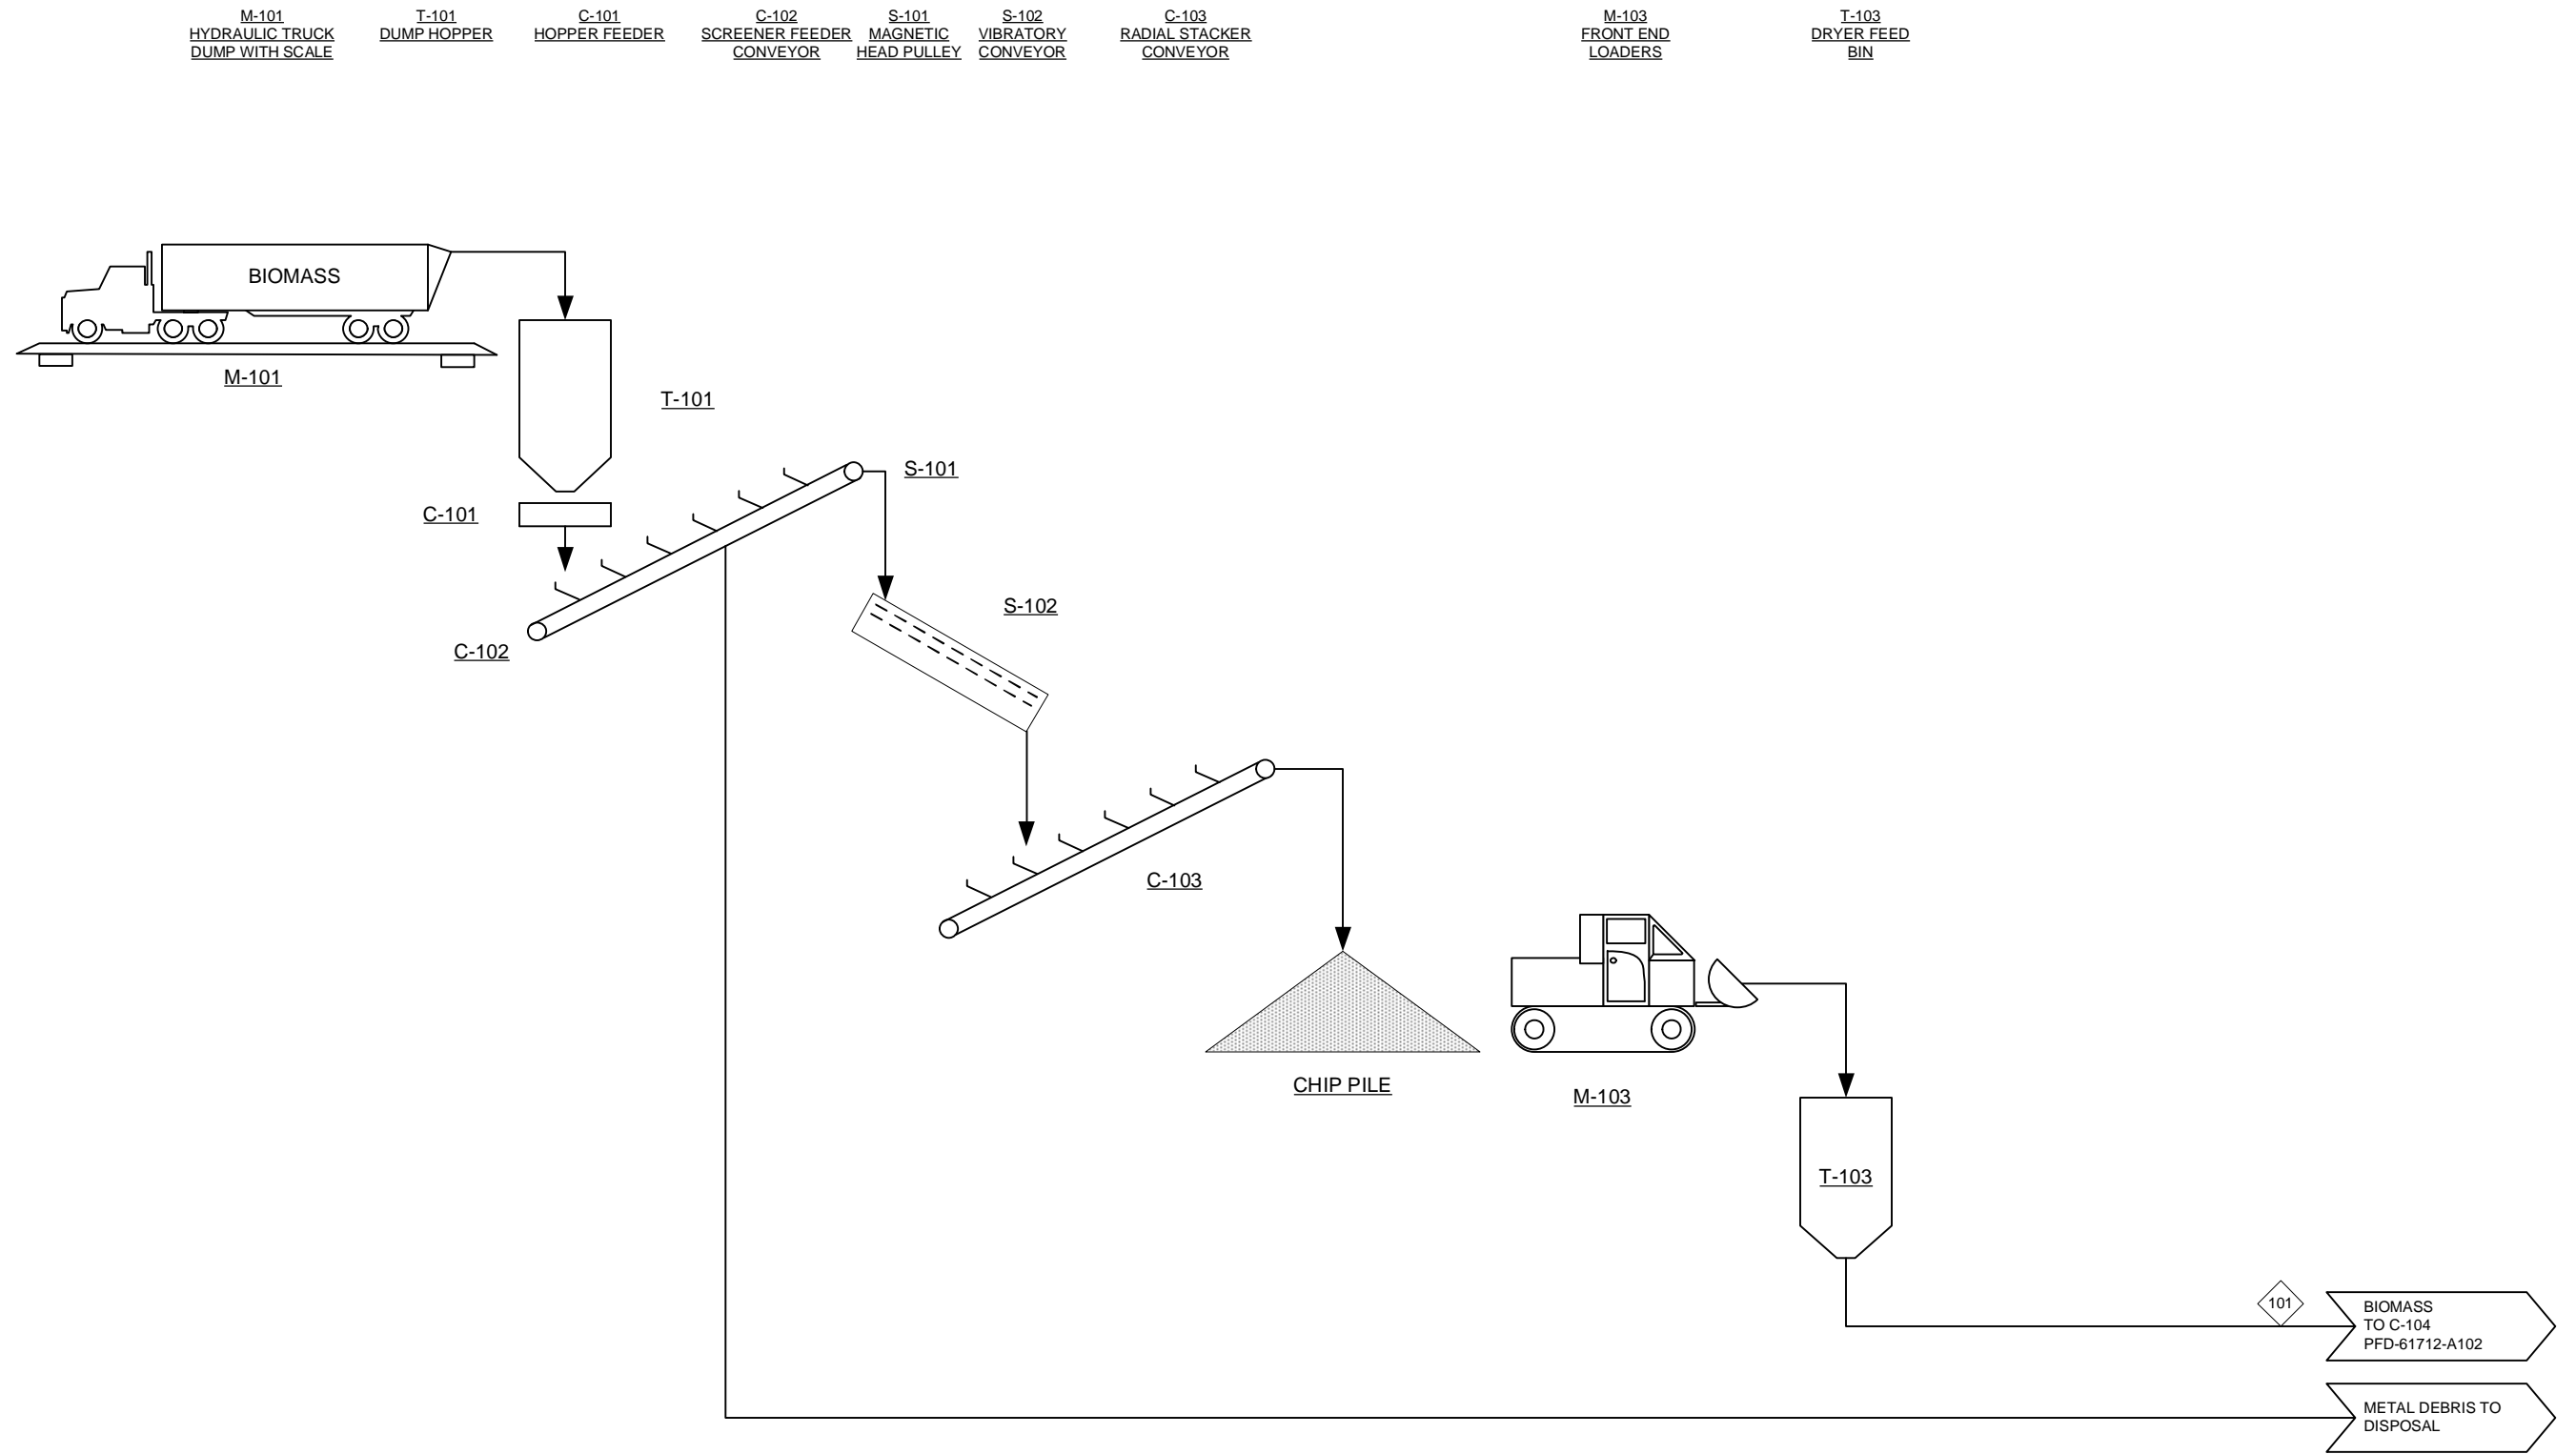 M-101
HYDRAULIC TRUCK
DUMP WITH SCALE
T-101
DUMP HOPPER
C-101
HOPPER FEEDER
C-102
SCREENER FEEDER
CONVEYOR
S-101
MAGNETIC
HEAD PULLEY
S-102
VIBRATORY
CONVEYOR
C-103
RADIAL STACKER
CONVEYOR
M-103
FRONT END
LOADERS
T-103
DRYER FEED
BIN
BIOMASS
M-101
T-101
S-101
C-101
S-102
C-102
C-103
CHIP PILE
M-103
T-103
101
BIOMASS
TO C-104
PFD-61712-A102
METAL DEBRIS TO
DISPOSAL